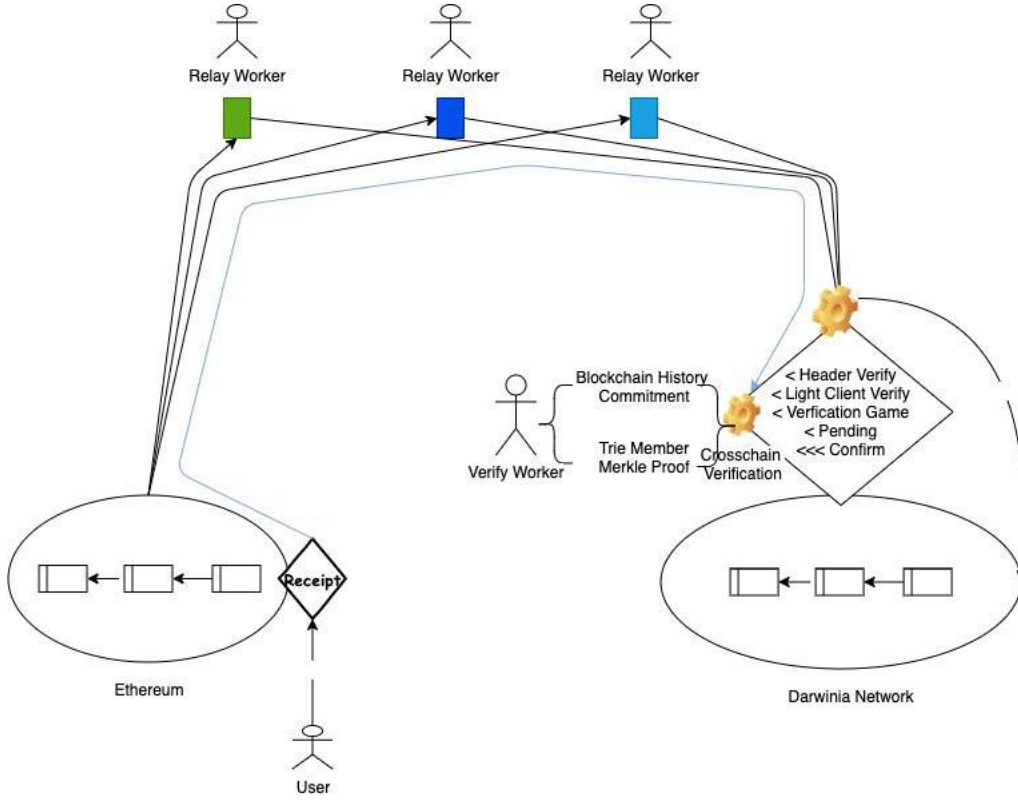 Relay Worker
Relay Worker
Relay Worker
< Header Verify
< Light Client Verify
< Verfication Game
< Pending
<<< Confirm
Blockchain History
Commitment
Trie Member
Merkle Proof
Verify Worker
Crosschain
Verification
Receipt
Ethereum
Darwinia Network
User